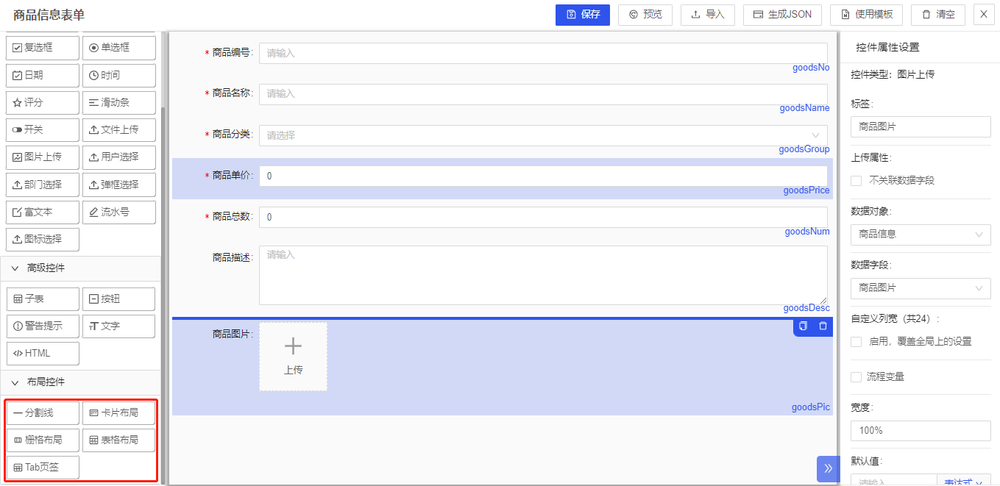 商品信息表单
保存 预览 导入 生成JSON 使用模板 清空 X
复选框 单选框
日期 时间
评分 滑动条
开关 文件上传
图片上传 用户选择
部门选择 弹框选择
富文本 流水号
图标选择
高级控件
子表 按钮
警告提示 文字
HTML
布局控件
分割线 卡片布局
栅格布局 表格布局
Tab页签
* 商品编号: 请输入
goodsNo
* 商品名称: 请输入
goodsName
* 商品分类: 请选择
goodsGroup
* 商品单价: 0
goodsPrice
* 商品总数: 0
goodsNum
商品描述: 请输入
goodsDesc
商品图片:
上传
goodsPic
控件属性设置
控件类型: 图片上传
标签:
商品图片
上传属性:
不关联数据字段
数据对象:
商品信息
数据字段:
商品图片
自定义列宽（共24）:
启用，覆盖全局上的设置
流程变量
宽度:
100%
默认值:
请输入 表达式